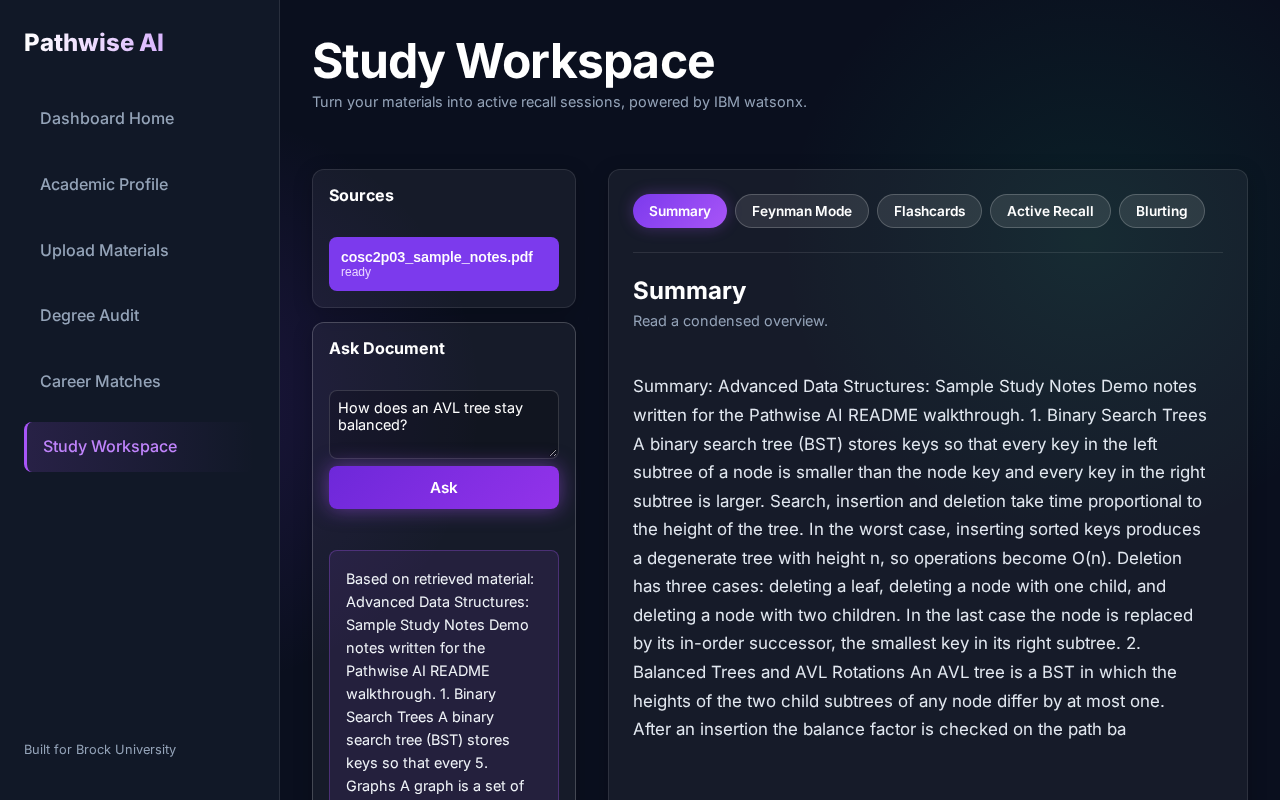 Pathwise AI
Dashboard Home
Academic Profile
Upload Materials
Degree Audit
Career Matches
Study Workspace
Built for Brock University
Study Workspace
Turn your materials into active recall sessions, powered by IBM watsonx.
Sources
cosc2p03_sample_notes.pdf
ready
Ask Document
How does an AVL tree stay
balanced?
Ask
Based on retrieved material:
Advanced Data Structures:
Sample Study Notes Demo
notes written for the
Pathwise AI README
walkthrough. 1. Binary
Search Trees A binary
search tree (BST) stores
keys so that every 5.
Graphs A graph is a set of
Summary
Feynman Mode
Flashcards
Active Recall
Blurting
Summary
Read a condensed overview.
Summary: Advanced Data Structures: Sample Study Notes Demo notes
written for the Pathwise AI README walkthrough. 1. Binary Search Trees
A binary search tree (BST) stores keys so that every key in the left
subtree of a node is smaller than the node key and every key in the right
subtree is larger. Search, insertion and deletion take time proportional to
the height of the tree. In the worst case, inserting sorted keys produces
a degenerate tree with height n, so operations become O(n). Deletion
has three cases: deleting a leaf, deleting a node with one child, and
deleting a node with two children. In the last case the node is replaced
by its in-order successor, the smallest key in its right subtree. 2.
Balanced Trees and AVL Rotations An AVL tree is a BST in which the
heights of the two child subtrees of any node differ by at most one.
After an insertion the balance factor is checked on the path ba